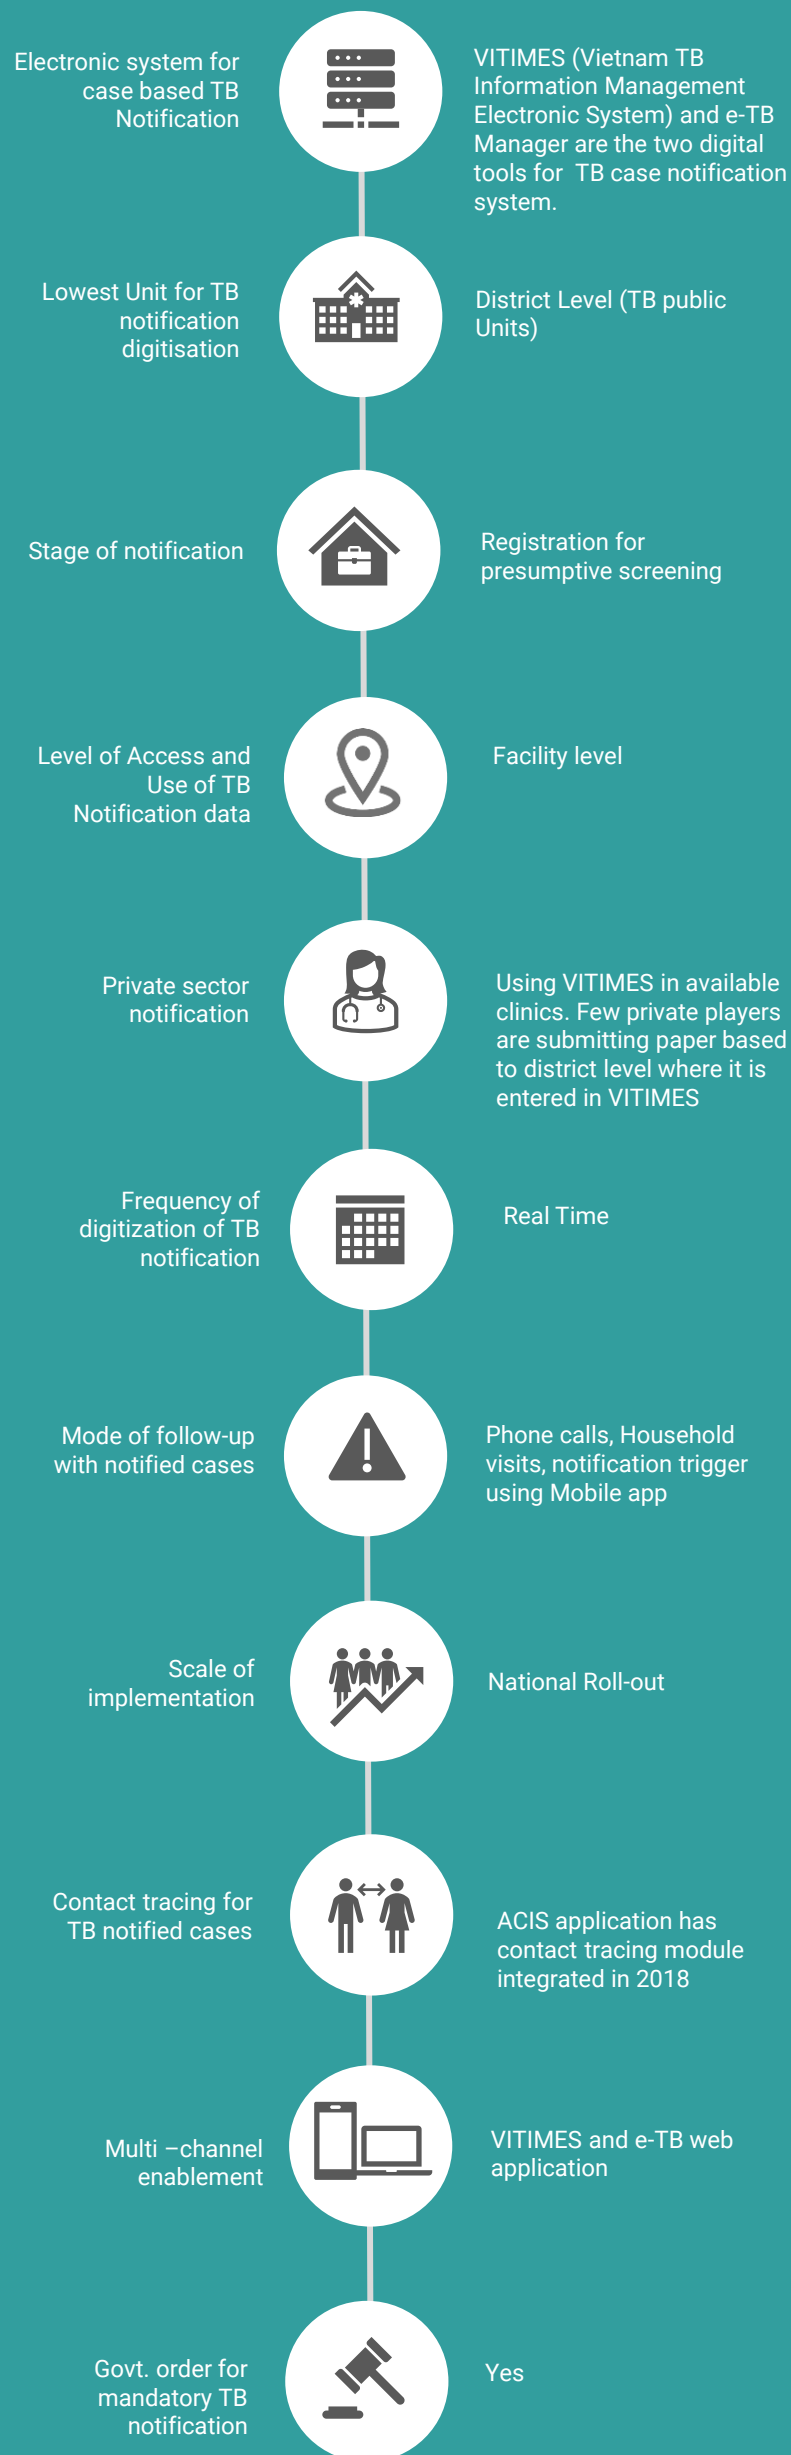 Electronic system for
case based TB
Notification
VITIMES (Vietnam TB
Information Management
Electronic System) and e-TB
Manager are the two digital
tools for TB case notification
system.
Lowest Unit for TB
notification
digitisation
District Level (TB public
Units)
Stage of notification
Registration for
presumptive screening
Level of Access and
Use of TB
Notification data
Facility level
Private sector
notification
Using VITIMES in available
clinics. Few private players
are submitting paper based
to district level where it is
entered in VITIMES
Frequency of
digitization of TB
notification
Real Time
Mode of follow-up
with notified cases
Phone calls, Household
visits, notification trigger
using Mobile app
Scale of
implementation
National Roll-out
Contact tracing for
TB notified cases
ACIS application has
contact tracing module
integrated in 2018
Multi –channel
enablement
VITIMES and e-TB web
application
Govt. order for
mandatory TB
notification
Yes